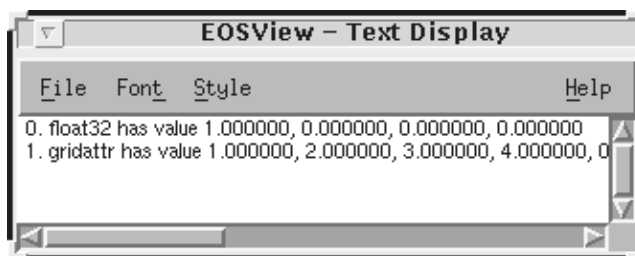 EOSView – Text Display
File Font Style Help
0. float32 has value 1.000000, 0.000000, 0.000000, 0.000000
1. gridattr has value 1.000000, 2.000000, 3.000000, 4.000000, 0